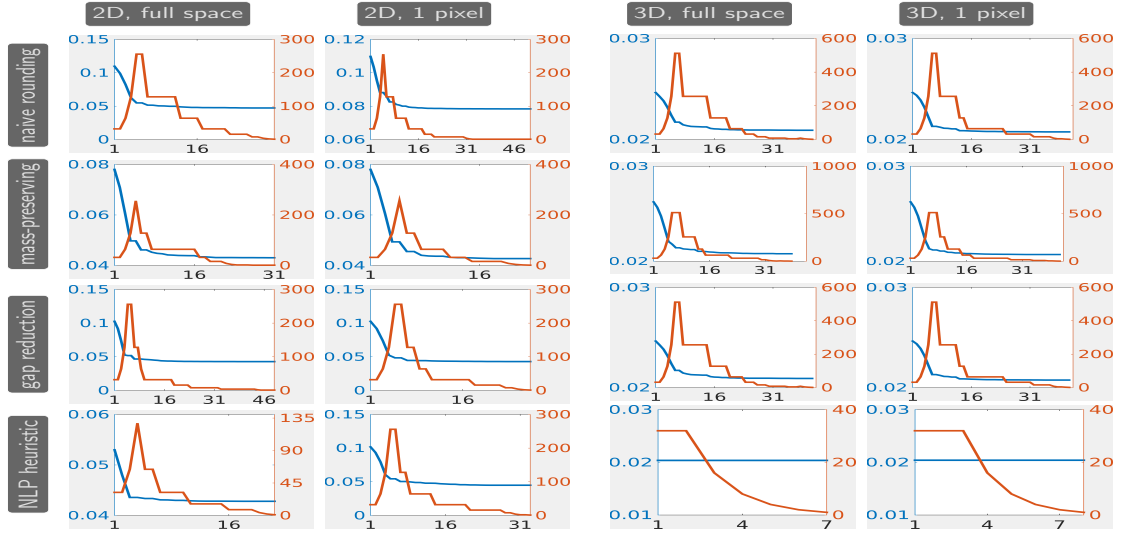 2D, full space 2D, 1 pixel 3D, full space 3D, 1 pixel
naive rounding
0.15 0.1 0.05 0 1 16 300 200 100 0
0.12 0.1 0.08 0.06 1 16 31 46 300 200 100 0
0.03 0.02 1 16 31 600 400 200 0
0.03 0.02 1 16 31 600 400 200 0
mass-preserving
0.08 0.06 0.04 1 16 31 400 200 0
0.08 0.06 0.04 1 16 400 200 0
0.03 0.02 1 16 31 1000 500 0
0.03 0.02 1 16 31 1000 500 0
gap reduction
0.15 0.1 0.05 0 1 16 31 46 300 200 100 0
0.15 0.1 0.05 0 1 16 300 200 100 0
0.03 0.02 1 16 31 600 400 200 0
0.03 0.02 1 16 31 600 400 200 0
NLP heuristic
0.06 0.05 0.04 1 16 135 90 45 0
0.15 0.1 0.05 0 1 16 31 300 200 100 0
0.03 0.02 0.01 1 4 7 40 20 0
0.03 0.02 0.01 1 4 7 40 20 0